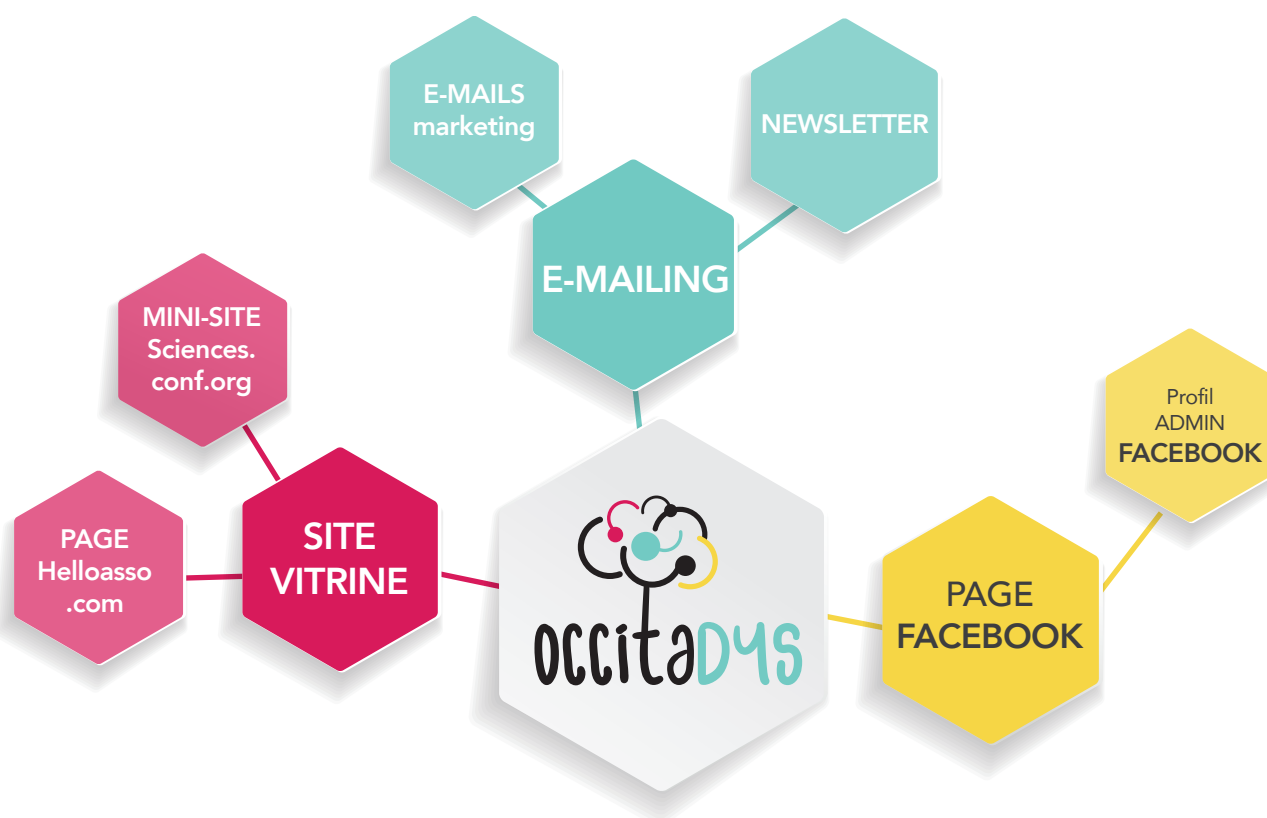 E-MAILS
marketing
NEWSLETTER
E-MAILING
MINI-SITE
Sciences.
conf.org
PAGE
Helloasso
.com
SITE
VITRINE
occitaDYS
PAGE
FACEBOOK
Profil
ADMIN
FACEBOOK